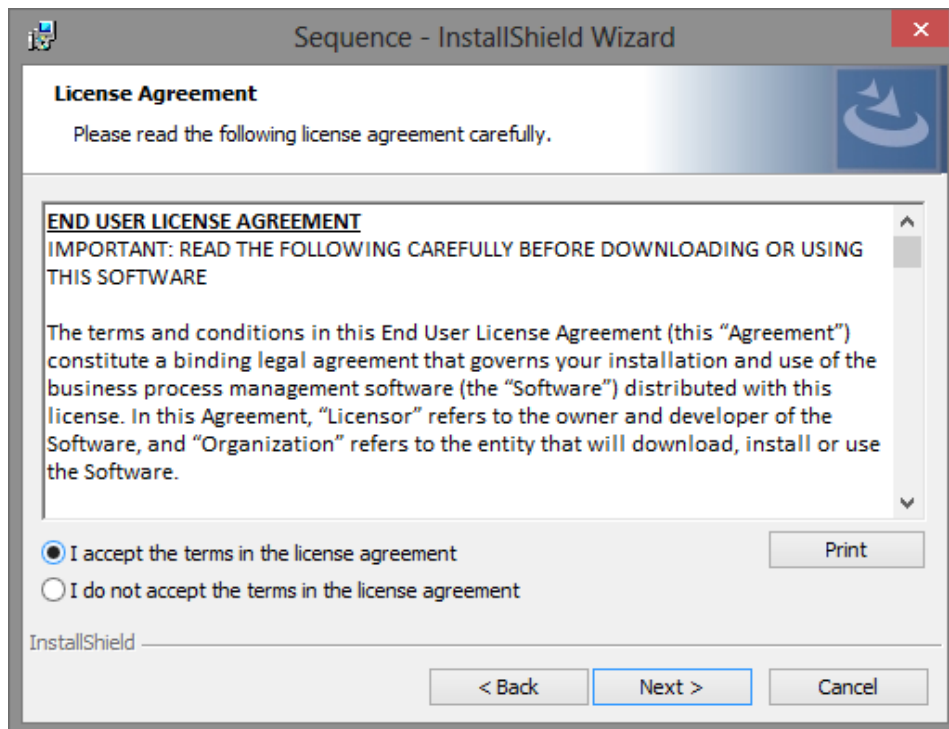 Sequence - InstallShield Wizard
License Agreement
Please read the following license agreement carefully.
END USER LICENSE AGREEMENT
IMPORTANT: READ THE FOLLOWING CAREFULLY BEFORE DOWNLOADING OR USING
THIS SOFTWARE
The terms and conditions in this End User License Agreement (this “Agreement”)
constitute a binding legal agreement that governs your installation and use of the
business process management software (the “Software”) distributed with this
license. In this Agreement, “Licensor” refers to the owner and developer of the
Software, and “Organization” refers to the entity that will download, install or use
the Software.
I accept the terms in the license agreement
Print
I do not accept the terms in the license agreement
InstallShield
< Back Next > Cancel